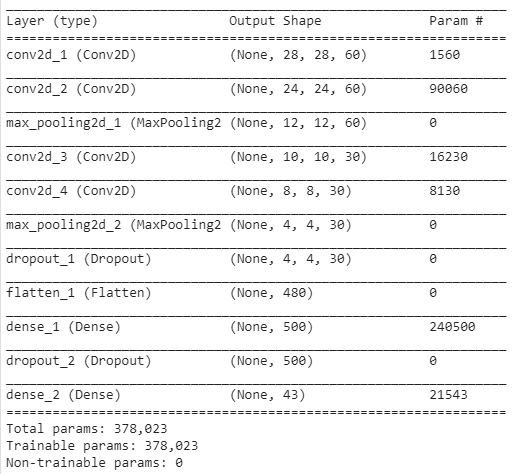 Layer (type) Output Shape Param #
conv2d_1 (Conv2D) (None, 28, 28, 60) 1560
conv2d_2 (Conv2D) (None, 24, 24, 60) 90060
max_pooling2d_1 (MaxPooling2 (None, 12, 12, 60) 0
conv2d_3 (Conv2D) (None, 10, 10, 30) 16230
conv2d_4 (Conv2D) (None, 8, 8, 30) 8130
max_pooling2d_2 (MaxPooling2 (None, 4, 4, 30) 0
dropout_1 (Dropout) (None, 4, 4, 30) 0
flatten_1 (Flatten) (None, 480) 0
dense_1 (Dense) (None, 500) 240500
dropout_2 (Dropout) (None, 500) 0
dense_2 (Dense) (None, 43) 21543
Total params: 378,023
Trainable params: 378,023
Non-trainable params: 0